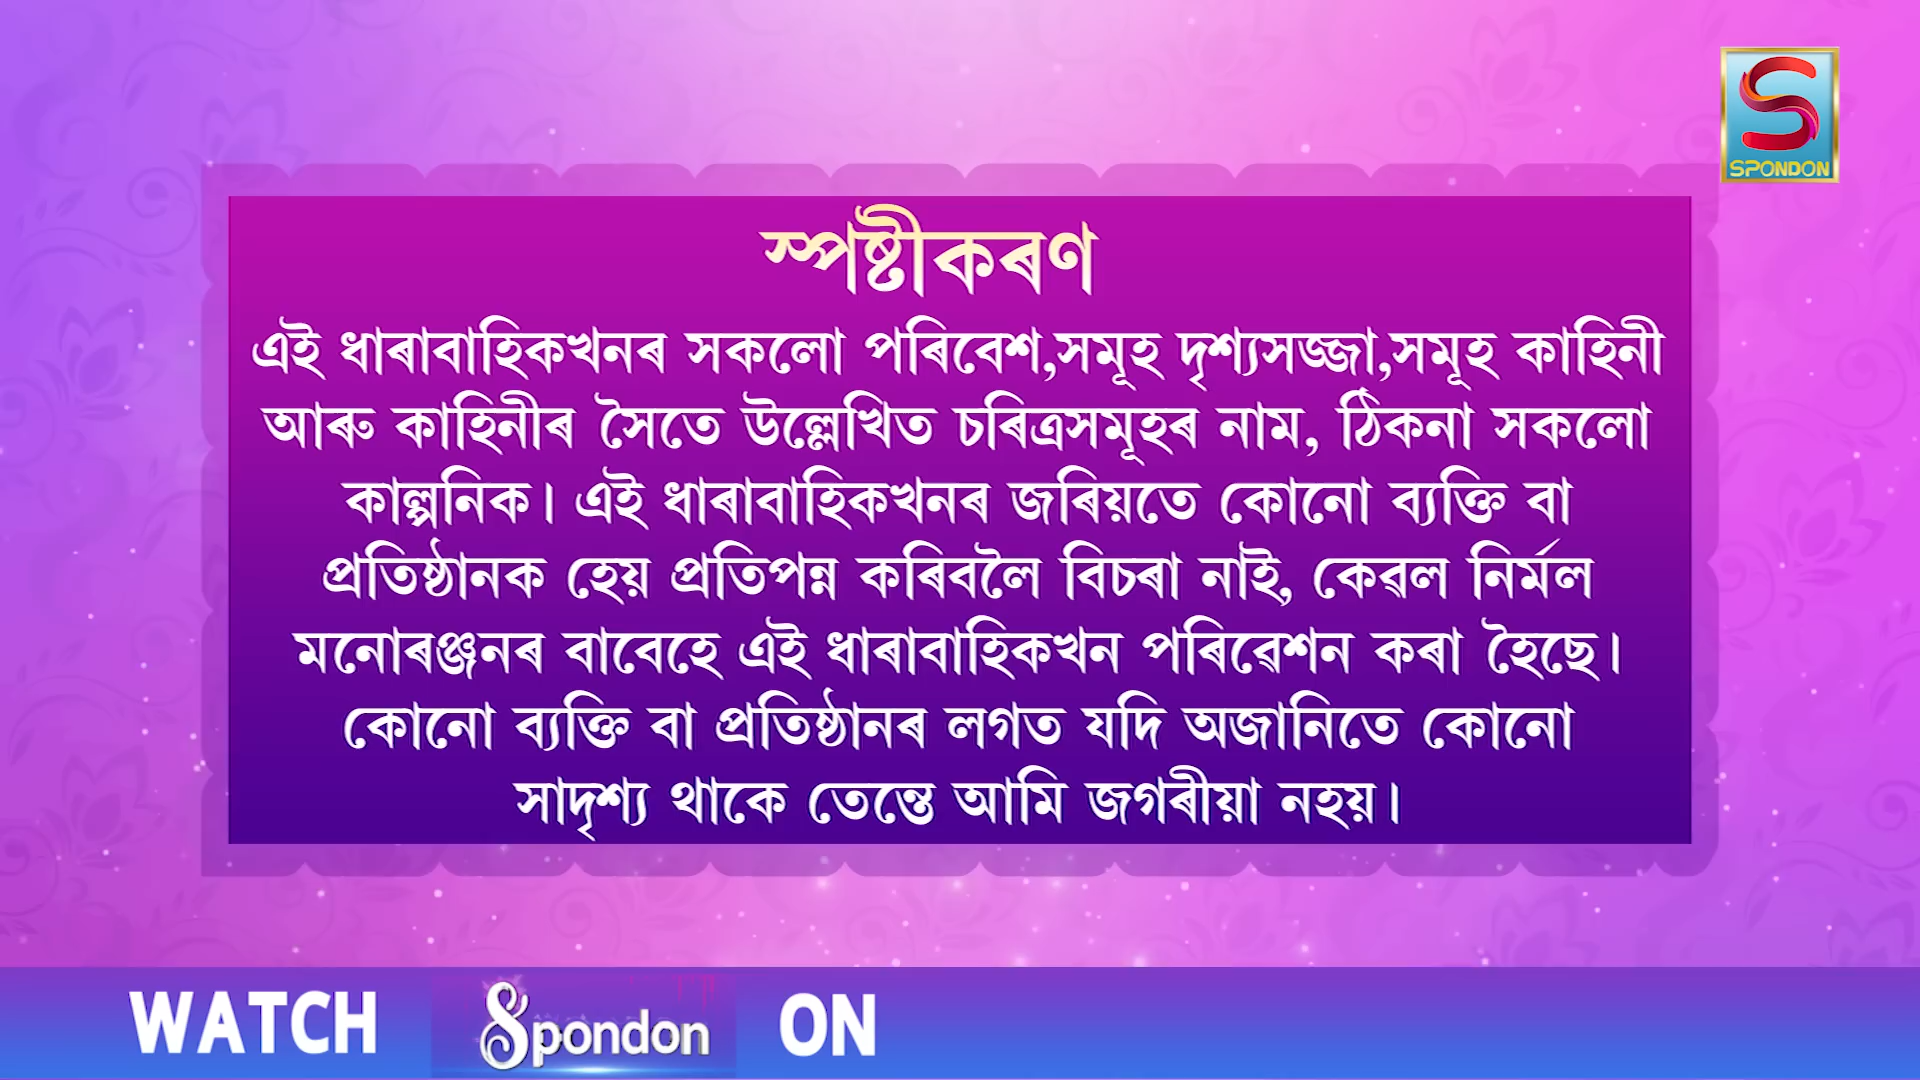 SPONDON
স্পষ্টীকৰণ
এই ধাৰাবাহিকখনৰ সকলো পৰিবেশ,সমূহ দৃশ্যসজ্জা,সমূহ কাহিনী
আৰু কাহিনীৰ সৈতে উল্লেখিত চৰিত্ৰসমূহৰ নাম, ঠিকনা সকলো
কাল্পনিক। এই ধাৰাবাহিকখনৰ জৰিয়তে কোনো ব্যক্তি বা
প্ৰতিষ্ঠানক হেয় প্ৰতিপন্ন কৰিবলৈ বিচৰা নাই, কেৱল নিৰ্মল
মনোৰঞ্জনৰ বাবেহে এই ধাৰাবাহিকখন পৰিৱেশন কৰা হৈছে।
কোনো ব্যক্তি বা প্ৰতিষ্ঠানৰ লগত যদি অজানিতে কোনো
সাদৃশ্য থাকে তেন্তে আমি জগৰীয়া নহয়।
WATCH Spondon ON